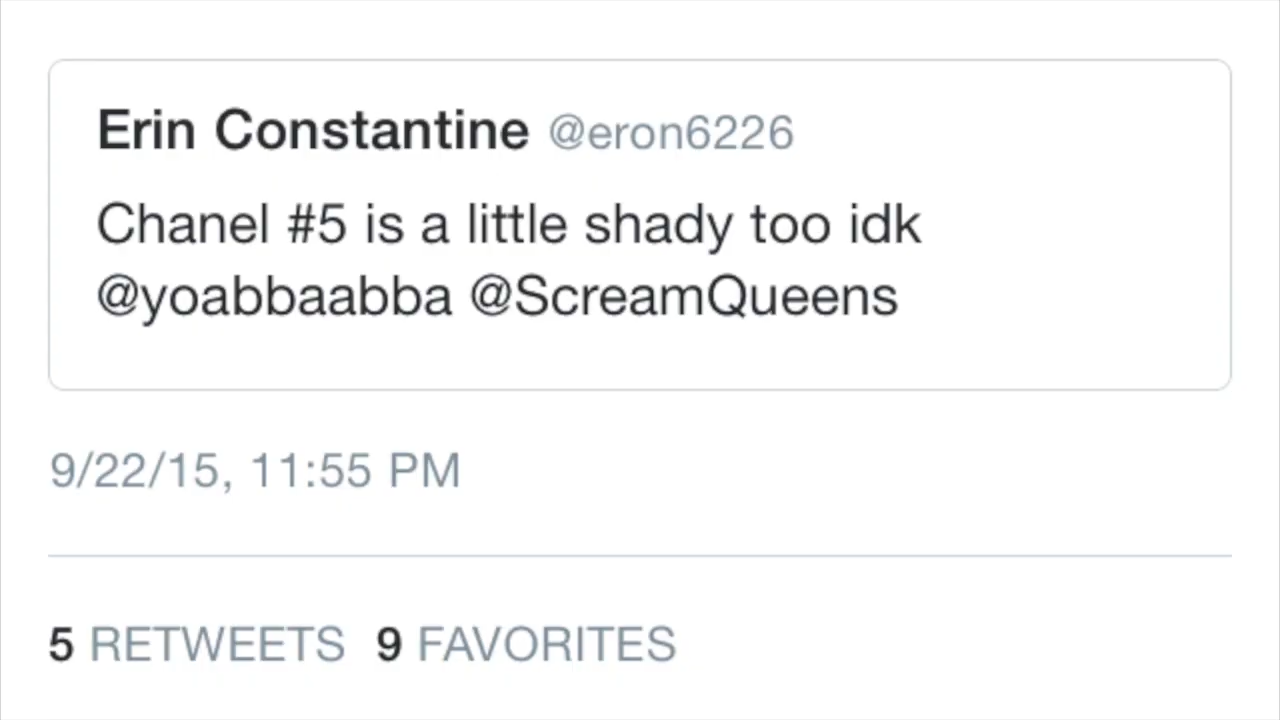 Erin Constantine @eron6226
Chanel #5 is a little shady too idk
@yoabbaabba @ScreamQueens
9/22/15, 11:55 PM
5 RETWEETS 9 FAVORITES